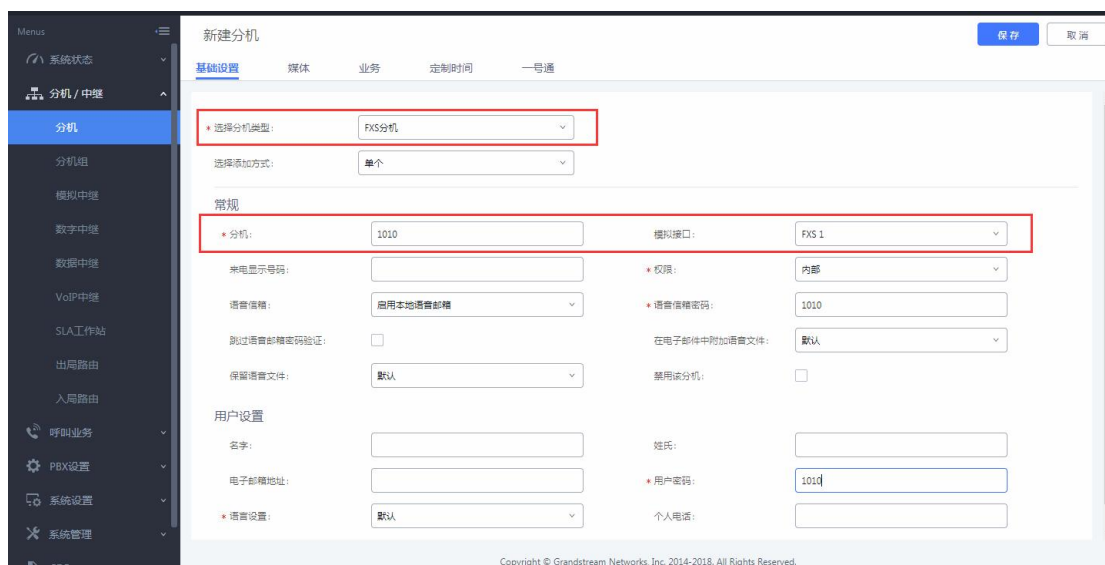 Menus
系统状态
分机 / 中继
分机
分机组
模拟中继
数字中继
数据中继
VoIP中继
SLA工作站
出局路由
入局路由
呼叫业务
PBX设置
系统设置
系统管理
新建分机
保存 取消
基础设置 媒体 业务 定制时间 一号通
* 选择分机类型: FXS分机
选择添加方式: 单个
常规
* 分机: 1010 模拟接口: FXS 1
来电显示号码: * 权限: 内部
语音信箱: 启用本地语音邮箱 * 语音信箱密码: 1010
跳过语音邮箱密码验证: 在电子邮件中附加语音文件: 默认
保留语音文件: 默认 禁用该分机:
用户设置
名字: 姓氏:
电子邮箱地址: * 用户密码: 1010
* 语言设置: 默认 个人电话:
Copyright © Grandstream Networks, Inc. 2014-2018. All Rights Reserved.